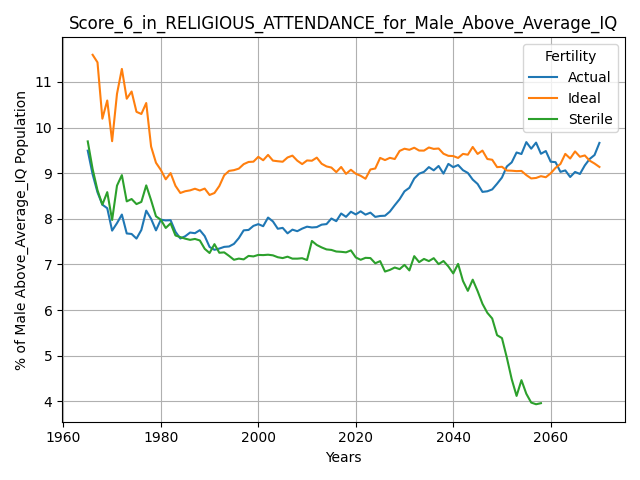 Score_6_in_RELIGIOUS_ATTENDANCE_for_Male_Above_Average_IQ
Fertility
Actual
Ideal
Sterile
% of Male Above_Average_IQ Population
11
10
9
8
7
6
5
4
1960
1980
2000
2020
2040
2060
Years